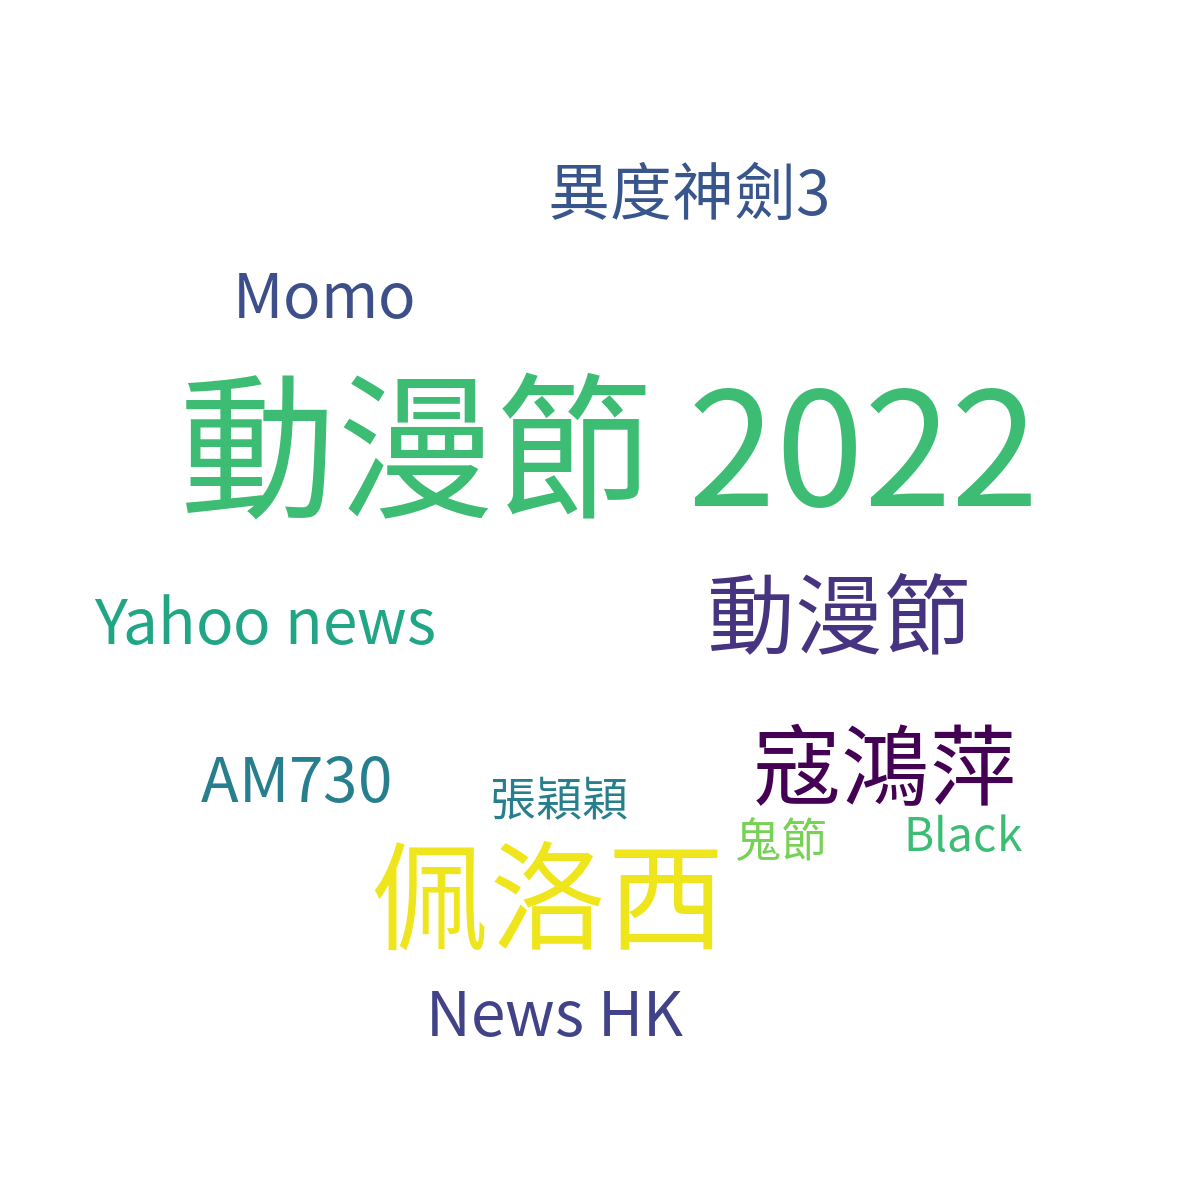 異度神劍3
Momo
動漫節 2022
Yahoo news
動漫節
寇鴻萍
AM730
張穎穎
鬼節
Black
佩洛西
News HK